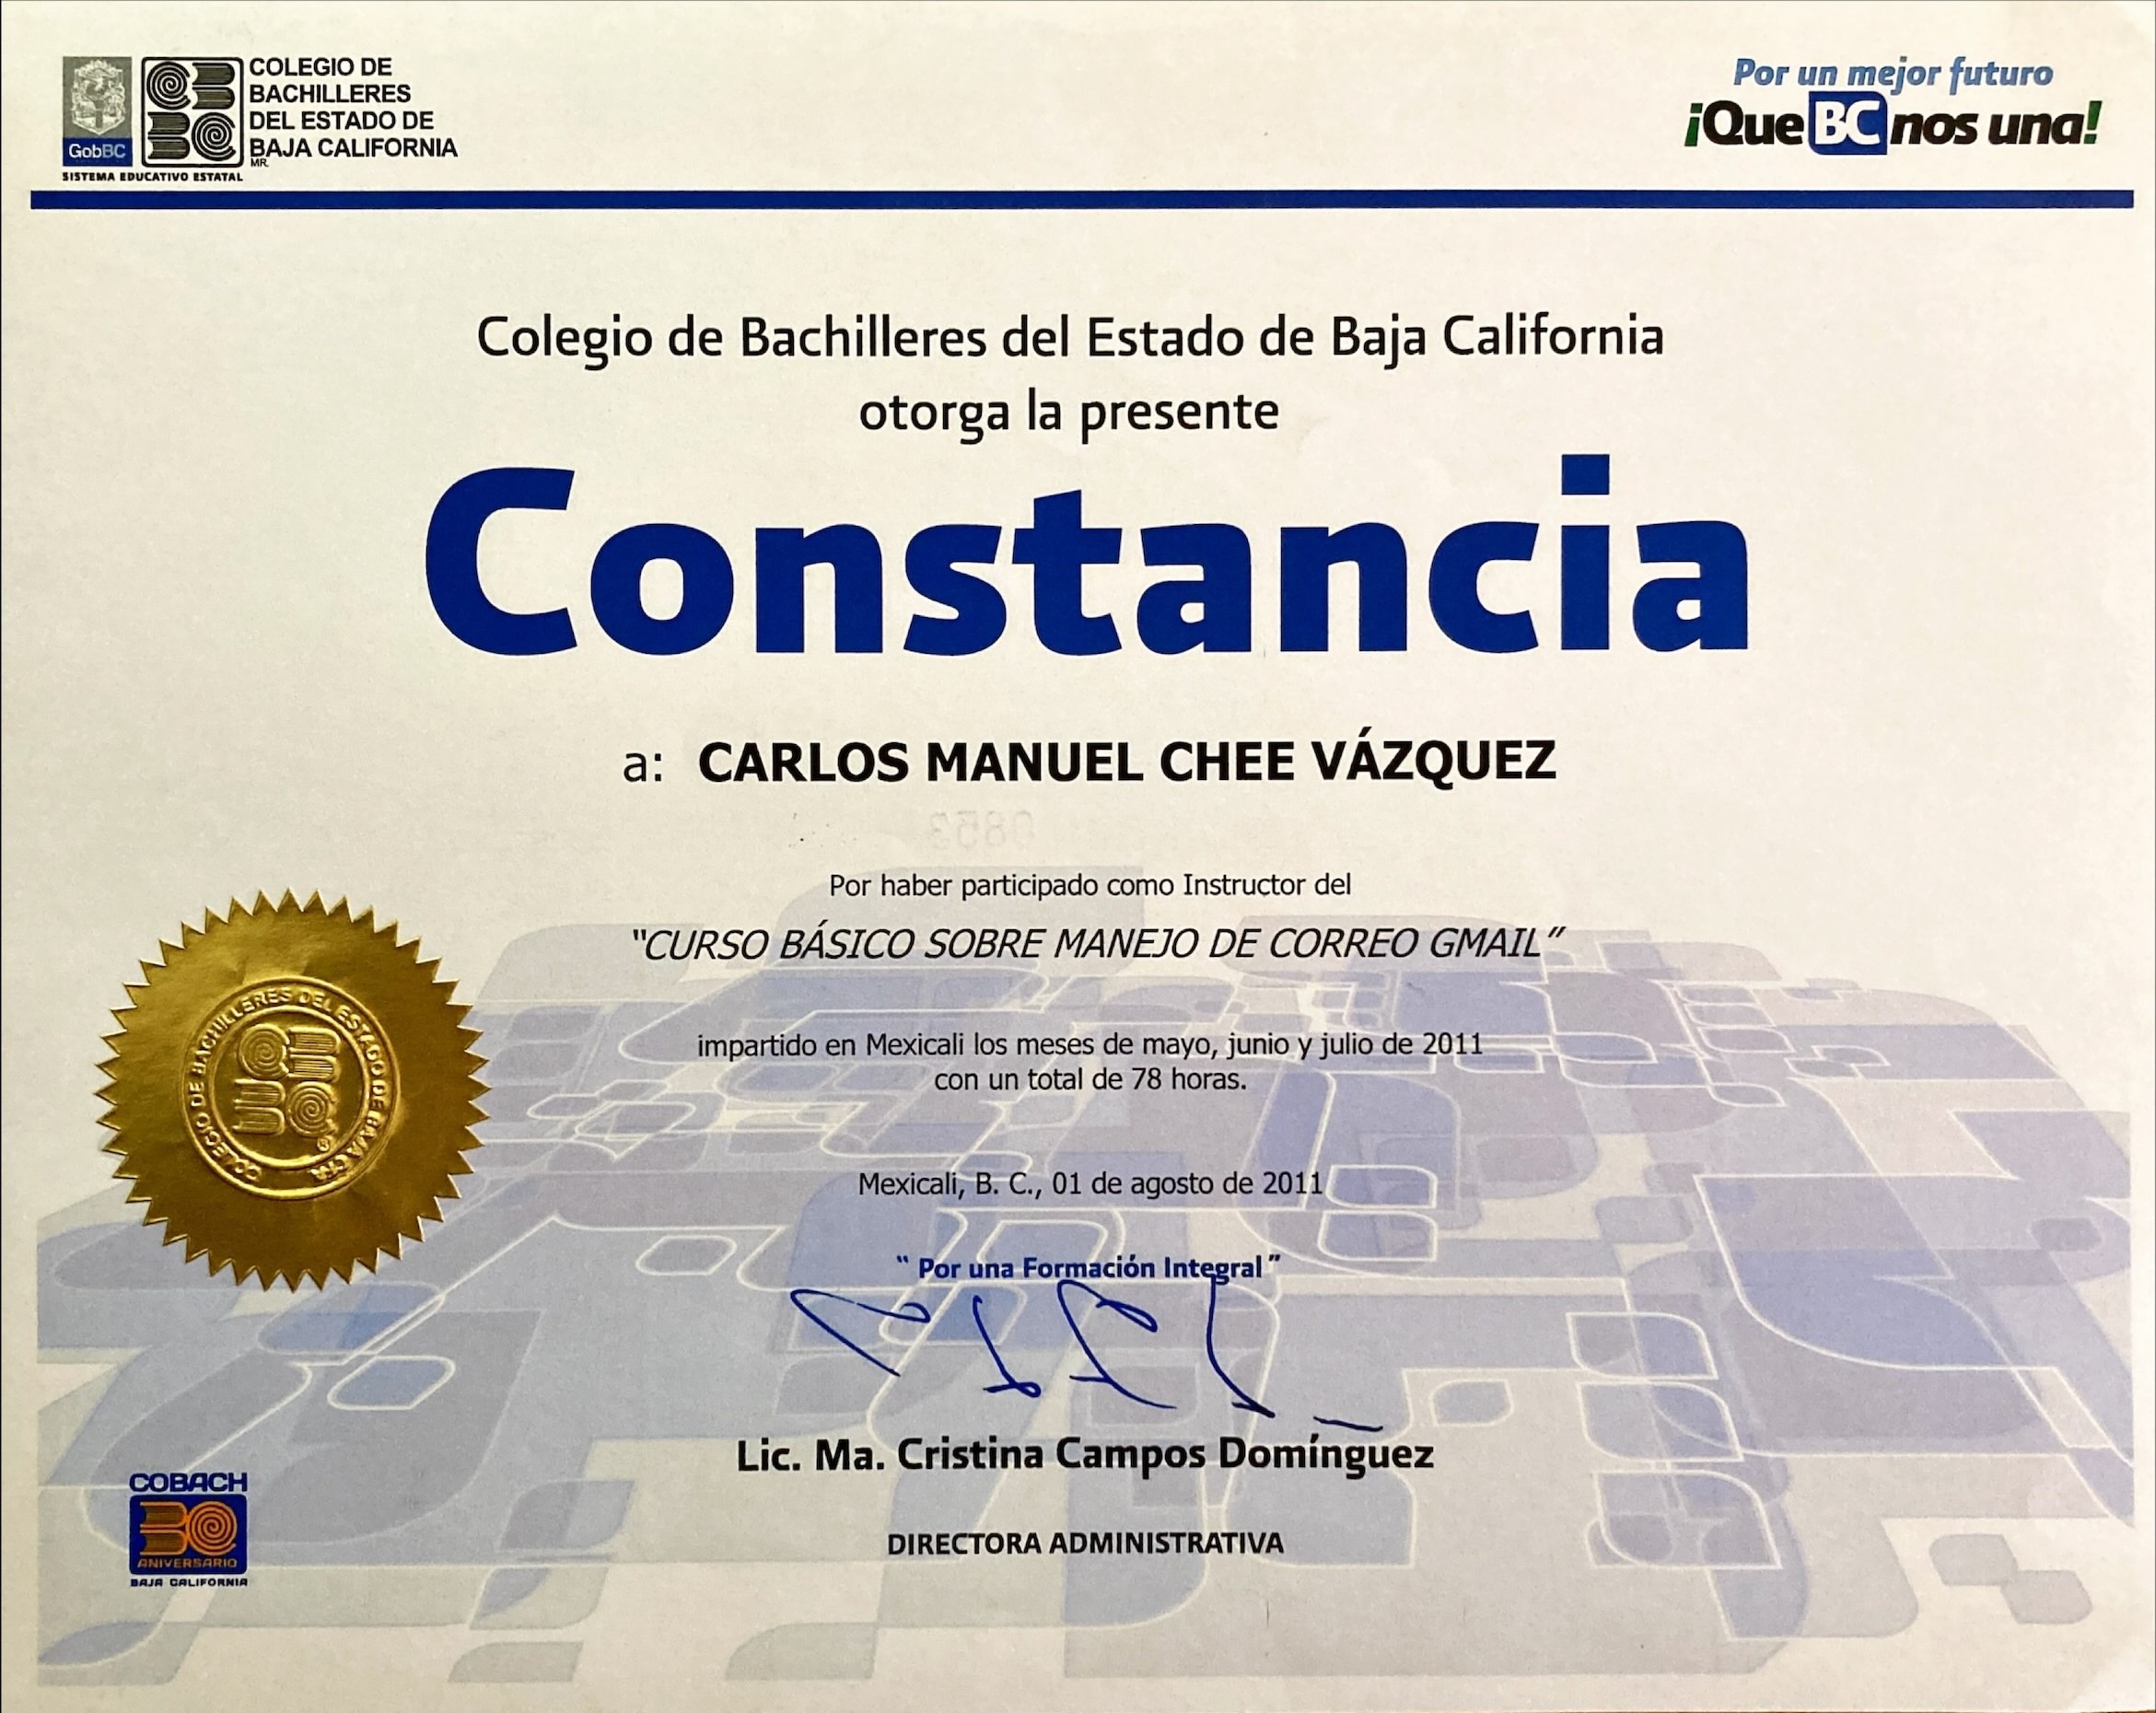 COLEGIO DE
BACHILLERES
DEL ESTADO DE
BAJA CALIFORNIA
MR.
GobBC
SISTEMA EDUCATIVO ESTATAL
Por un mejor futuro
¡Que BC nos una!
Colegio de Bachilleres del Estado de Baja California
otorga la presente
Constancia
a: CARLOS MANUEL CHEE VÁZQUEZ
0853
Por haber participado como Instructor del
"CURSO BÁSICO SOBRE MANEJO DE CORREO GMAIL"
impartido en Mexicali los meses de mayo, junio y julio de 2011
con un total de 78 horas.
Mexicali, B. C., 01 de agosto de 2011
" Por una Formación Integral "
Lic. Ma. Cristina Campos Domínguez
DIRECTORA ADMINISTRATIVA
COLEGIO DE BACHILLERES DEL ESTADO DE BAJA CFA
COBACH
30
ANIVERSARIO
BAJA CALIFORNIA